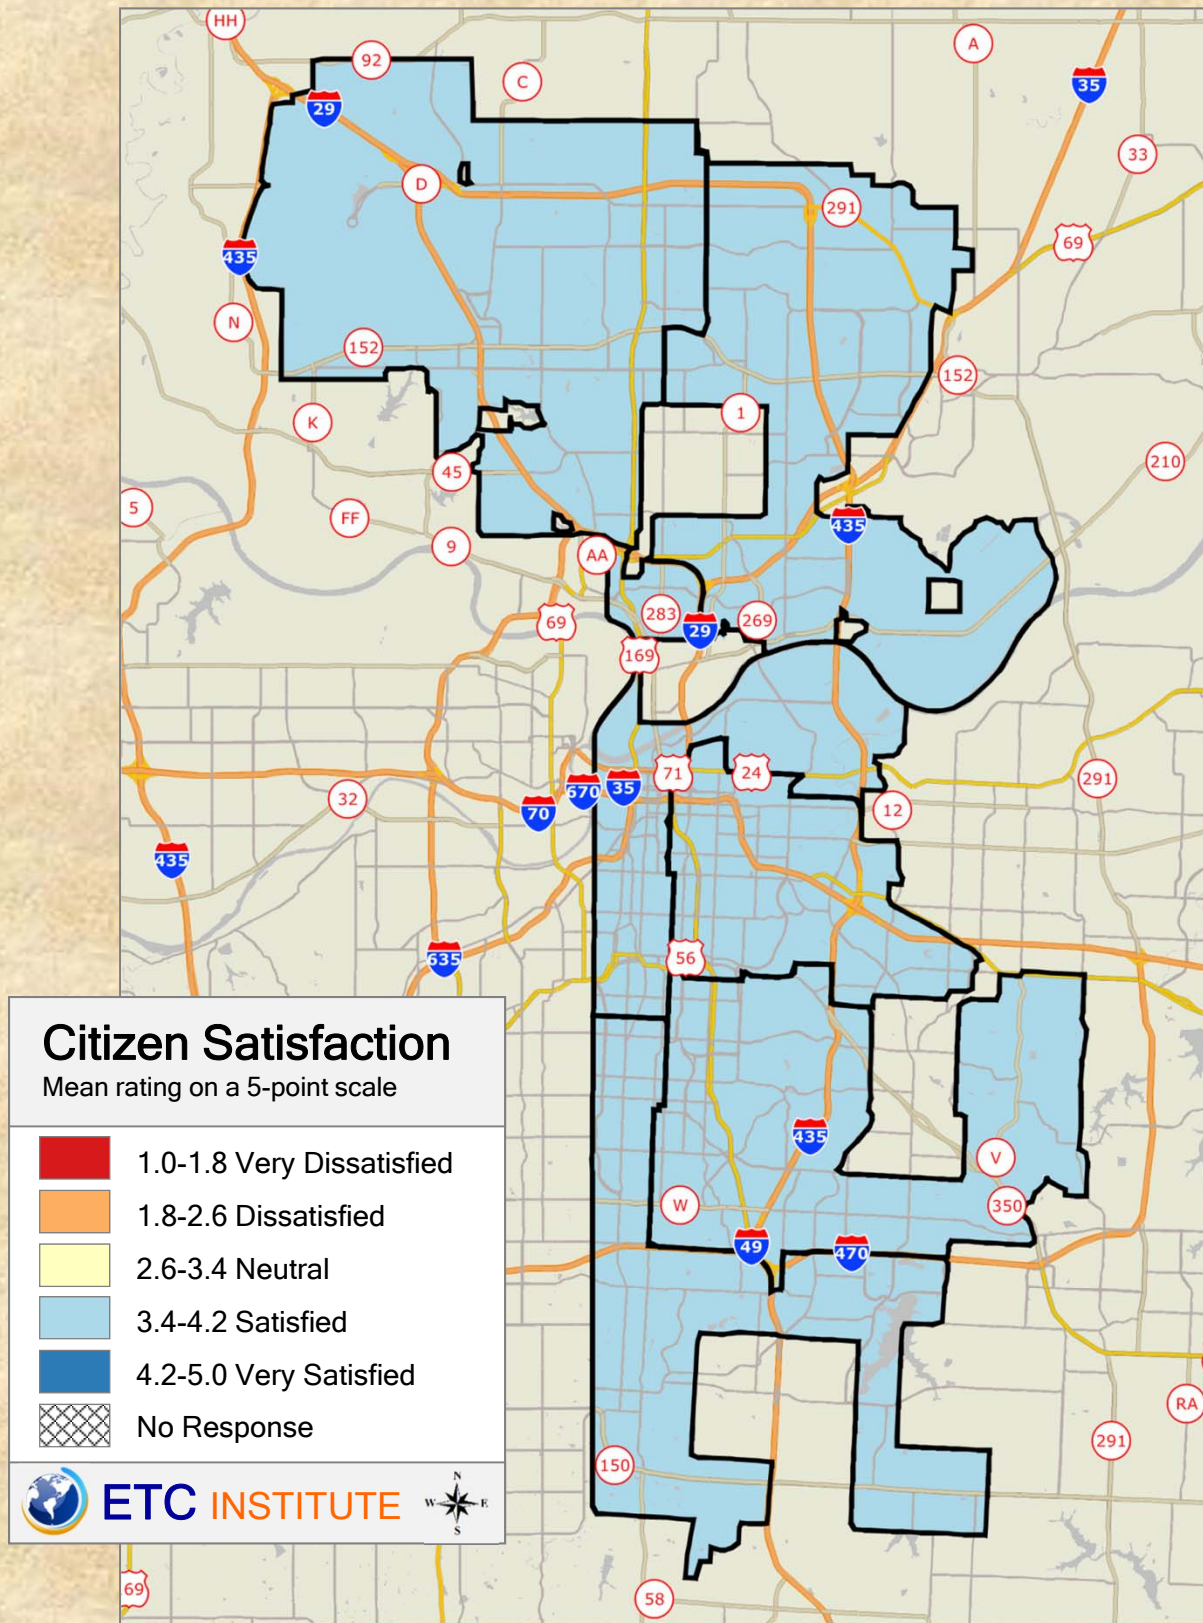 HH
92
C
A
29
35
33
D
291
69
435
N
152
152
K
1
45
210
5
FF
435
9
AA
69
283
29
269
169
71
24
670
35
32
70
291
12
435
56
635
Citizen Satisfaction
Mean rating on a 5-point scale
1.0-1.8 Very Dissatisfied
1.8-2.6 Dissatisfied
2.6-3.4 Neutral
3.4-4.2 Satisfied
4.2-5.0 Very Satisfied
No Response
ETC INSTITUTE
N
W E
S
435
V
W
350
49
470
RA
291
150
69
58